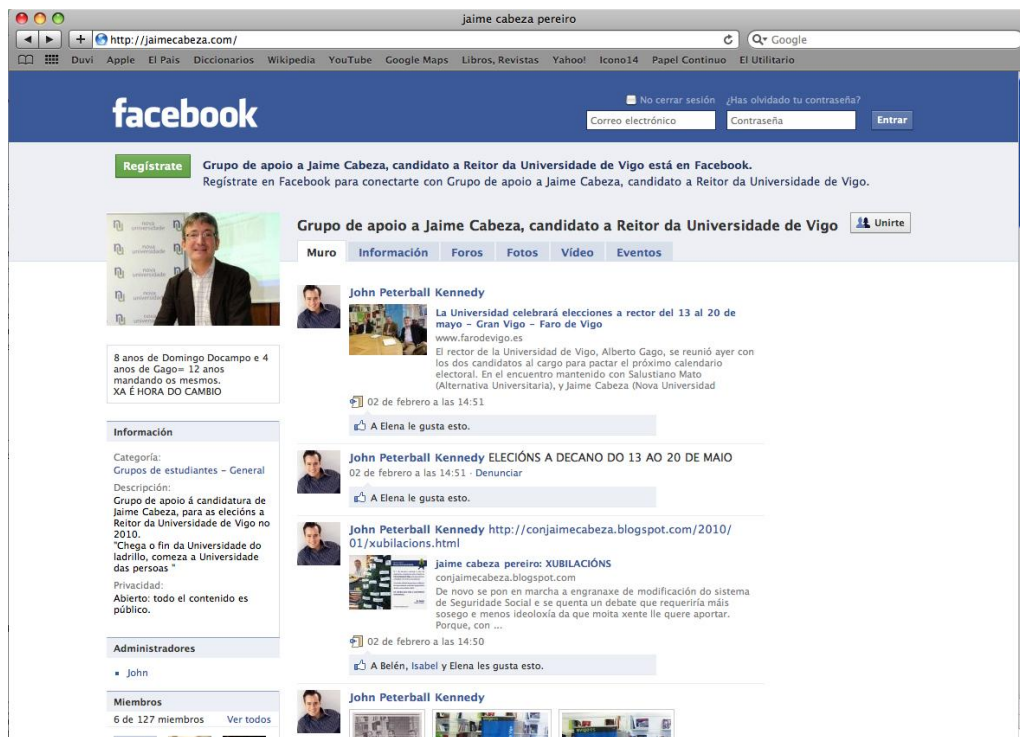 jaime cabeza pereiro
http://jaimecabeza.com/
Google
Duvi Apple El País Diccionarios Wikipedia YouTube Google Maps Libros, Revistas Yahoo! Icono14 Papel Continuo El Utilitario
facebook
No cerrar sesión ¿Has olvidado tu contraseña?
Correo electrónico Contraseña Entrar
Regístrate
Grupo de apoio a Jaime Cabeza, candidato a Reitor da Universidade de Vigo está en Facebook.
Regístrate en Facebook para conectarte con Grupo de apoio a Jaime Cabeza, candidato a Reitor da Universidade de Vigo.
nova
universidade
Grupo de apoio a Jaime Cabeza, candidato a Reitor da Universidade de Vigo
Unirte
Muro Información Foros Fotos Vídeo Eventos
8 anos de Domingo Docampo e 4
anos de Gago= 12 anos
mandando os mesmos.
XA É HORA DO CAMBIO
Información
Categoría:
Grupos de estudiantes – General
Descripción:
Grupo de apoio á candidatura de
Jaime Cabeza, para as eleccións a
Reitor da Universidade de Vigo no
2010.
"Chega o fin da Universidade do
ladrillo, comeza a Universidade
das persoas "
Privacidad:
Abierto: todo el contenido es
público.
Administradores
John
Miembros
6 de 127 miembros Ver todos
John Peterball Kennedy
La Universidad celebrará elecciones a rector del 13 al 20 de
mayo – Gran Vigo – Faro de Vigo
www.farodevigo.es
El rector de la Universidad de Vigo, Alberto Gago, se reunió ayer con
los dos candidatos al cargo para pactar el próximo calendario
electoral. En el encuentro mantenido con Salustiano Mato
(Alternativa Universitaria), y Jaime Cabeza (Nova Universidad
02 de febrero a las 14:51
A Elena le gusta esto.
John Peterball Kennedy ELECIÓNS A DECANO DO 13 AO 20 DE MAIO
02 de febrero a las 14:51 · Denunciar
A Elena le gusta esto.
John Peterball Kennedy http://conjaimecabeza.blogspot.com/2010/
01/xubilacions.html
jaime cabeza pereiro: XUBILACIÓNS
conjaimecabeza.blogspot.com
De novo se pon en marcha a engranaxe de modificación do sistema
de Seguridade Social e se quenta un debate que requeriría máis
sosego e menos ideoloxía da que moita xente lle quere aportar.
Porque, con ...
02 de febrero a las 14:50
A Belén, Isabel y Elena les gusta esto.
John Peterball Kennedy